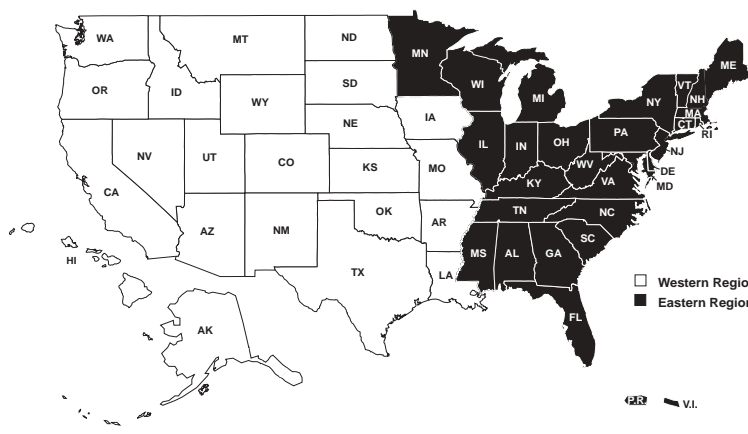 WA
MT
ND
MN
ME
OR
ID
WY
SD
WI
MI
NY
VT
NH
MA
CT
RI
NV
UT
CO
NE
IA
IL
IN
OH
PA
NJ
CA
KS
MO
KY
WV
VA
DE
MD
AZ
NM
OK
AR
TN
NC
SC
HI
TX
LA
MS
AL
GA
FL
AK
Western Regio
Eastern Regio
P.R.
V.I.